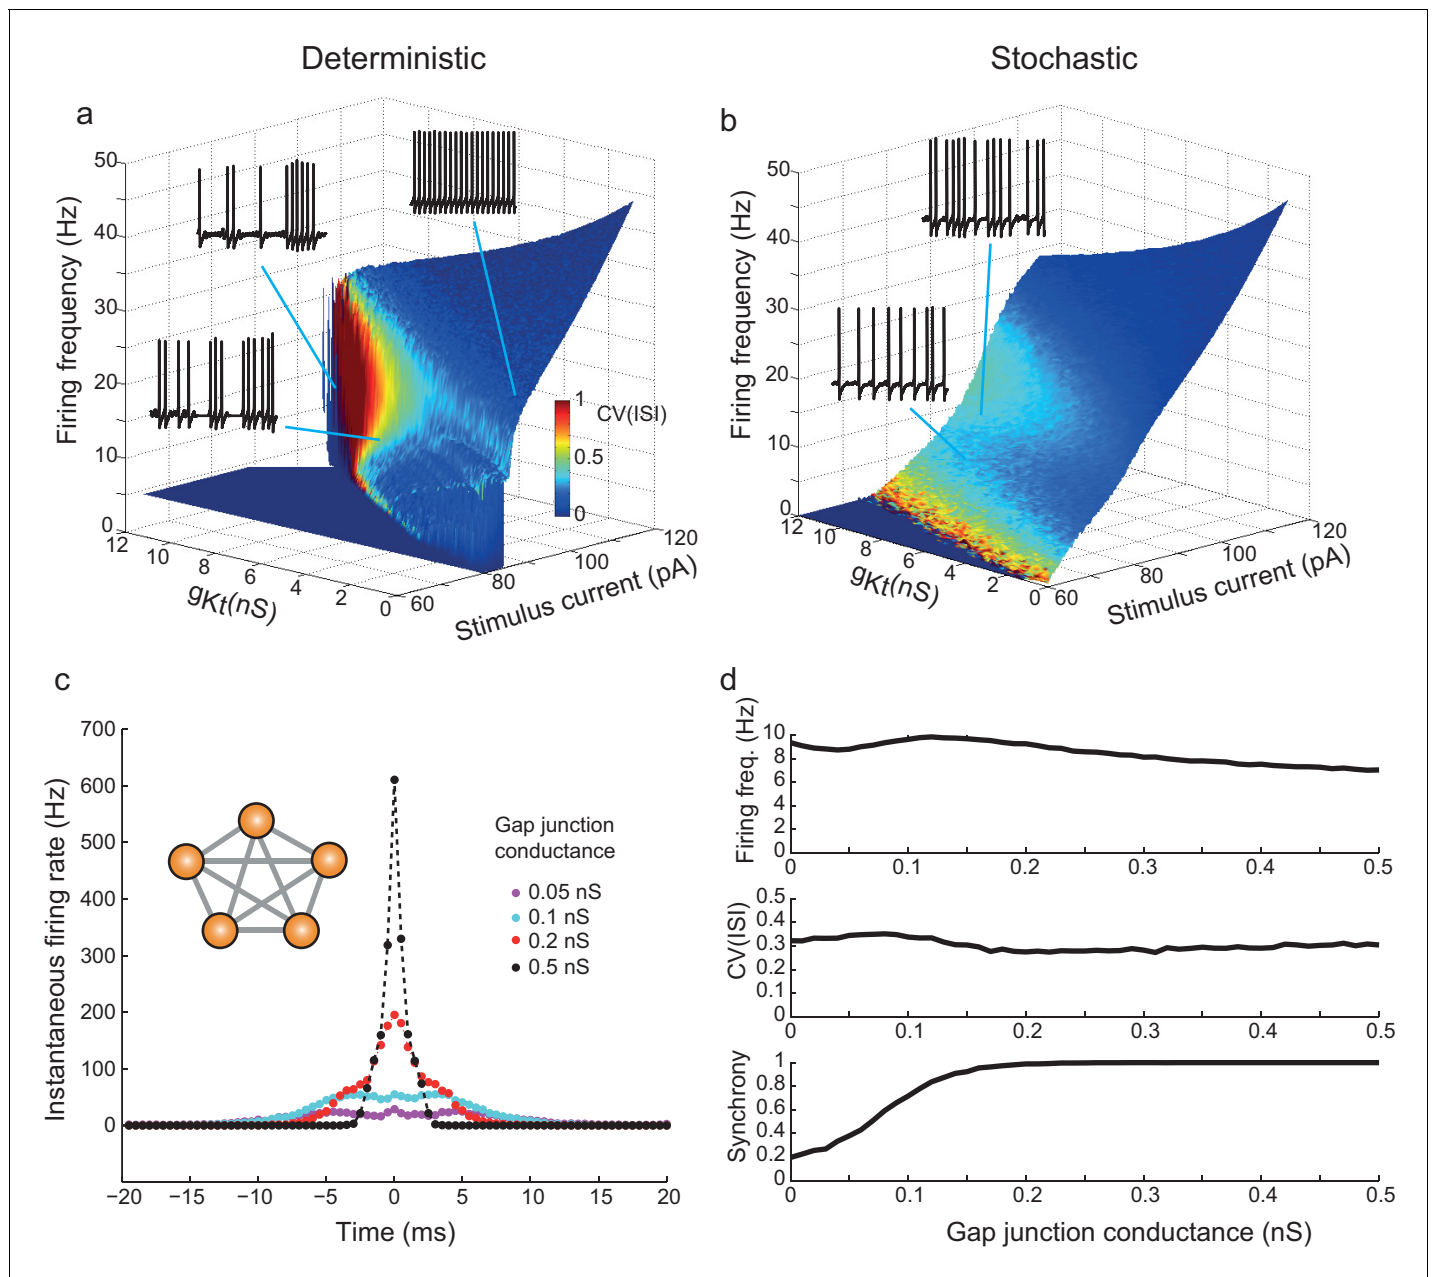 Deterministic
Stochastic
a
50
40
30
20
10
0
Firing frequency (Hz)
12
10
8
6
4
2
0
gKt(nS)
60
80
100
120
Stimulus current (pA)
1
0.5
0
CV(ISI)
b
50
40
30
20
10
0
Firing frequency (Hz)
12
10
8
6
4
2
0
gKt(nS)
60
80
100
120
Stimulus current (pA)
c
700
600
500
400
300
200
100
0
Instantaneous firing rate (Hz)
Gap junction
conductance
0.05 nS
0.1 nS
0.2 nS
0.5 nS
−20 −15 −10 −5 0 5 10 15 20
Time (ms)
d
10
8
6
4
2
0
Firing freq. (Hz)
0 0.1 0.2 0.3 0.4 0.5
0.5
0.4
0.3
0.2
0.1
0
CV(ISI)
0 0.1 0.2 0.3 0.4 0.5
1
0.8
0.6
0.4
0.2
0
Synchrony
0 0.1 0.2 0.3 0.4 0.5
Gap junction conductance (nS)